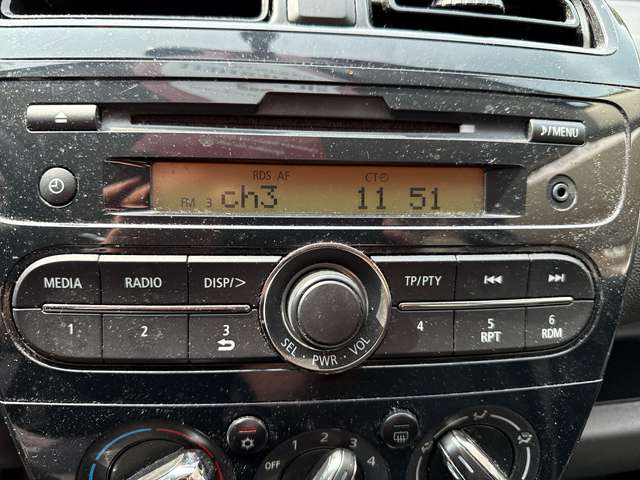 ♪/MENU
RDS AF CT
FM 3 ch3 11 51
MEDIA RADIO DISP/> TP/PTY
1 2 3 4 5 6
RPT RDM
SEL • PWR • VOL
OFF 1 2 3 4